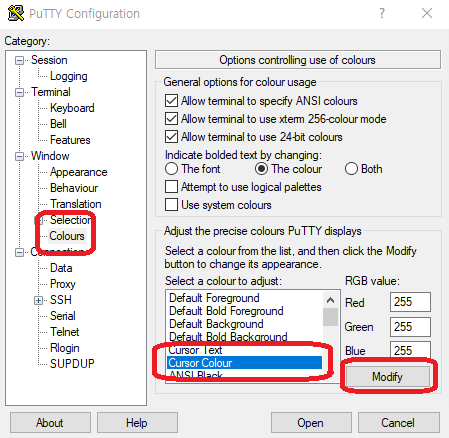 PuTTY Configuration
?
Category:
Session
Logging
Terminal
Keyboard
Bell
Features
Window
Appearance
Behaviour
Translation
Selection
Colours
Connection
Data
Proxy
SSH
Serial
Telnet
Rlogin
SUPDUP
Options controlling use of colours
General options for colour usage
Allow terminal to specify ANSI colours
Allow terminal to use xterm 256-colour mode
Allow terminal to use 24-bit colours
Indicate bolded text by changing:
The font The colour Both
Attempt to use logical palettes
Use system colours
Adjust the precise colours PuTTY displays
Select a colour from the list, and then click the Modify
button to change its appearance.
Select a colour to adjust:
Default Foreground
Default Bold Foreground
Default Background
Default Bold Background
Cursor Text
Cursor Colour
ANSI Black
RGB value:
Red 255
Green 255
Blue 255
Modify
About Help Open Cancel